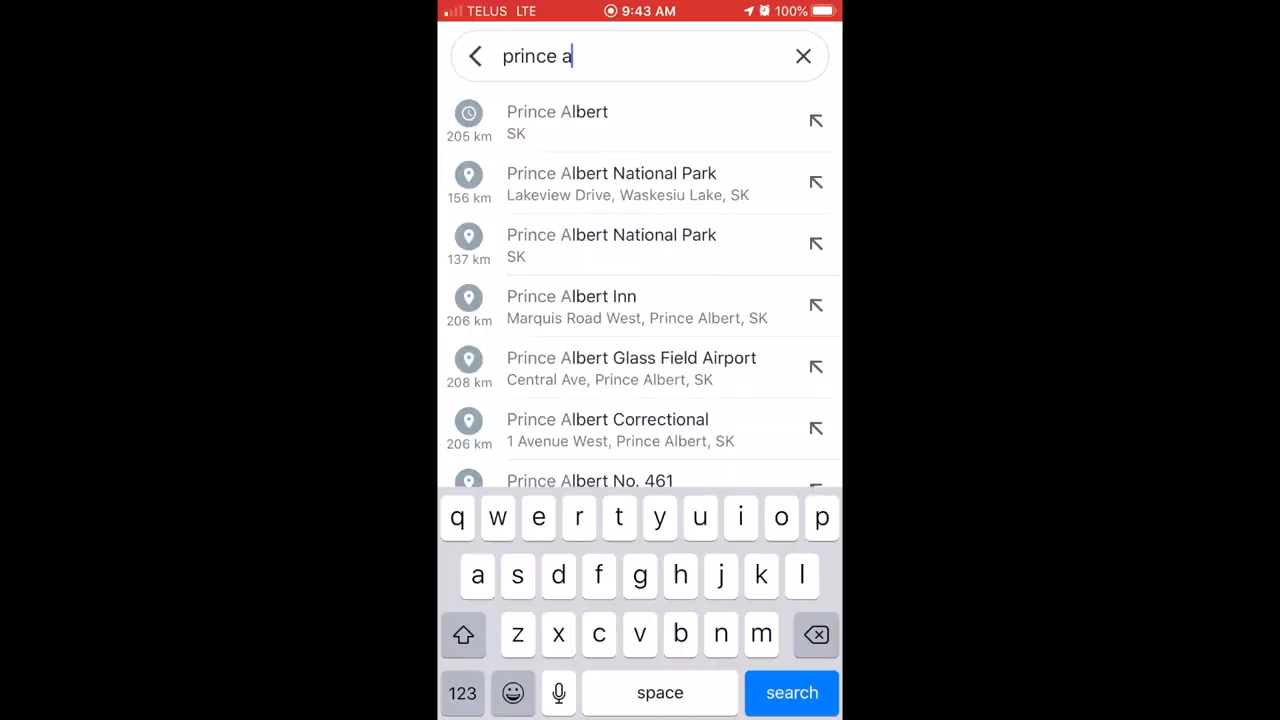 TELUS LTE 9:43 AM 100%
prince a
Prince Albert
205 km SK
Prince Albert National Park
156 km Lakeview Drive, Waskesiu Lake, SK
Prince Albert National Park
137 km SK
Prince Albert Inn
206 km Marquis Road West, Prince Albert, SK
Prince Albert Glass Field Airport
208 km Central Ave, Prince Albert, SK
Prince Albert Correctional
206 km 1 Avenue West, Prince Albert, SK
Prince Albert No. 461
q w e r t y u i o p
a s d f g h j k l
z x c v b n m
123 space search